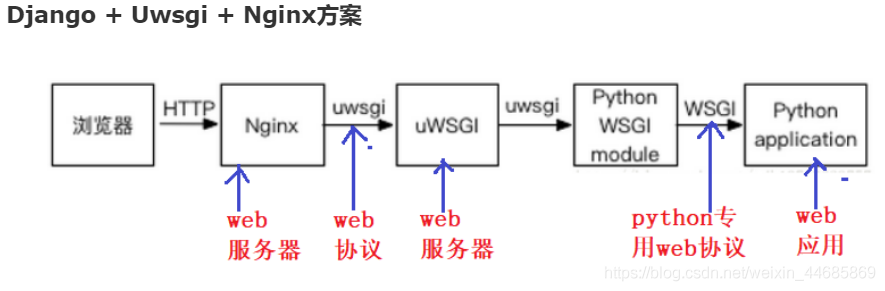 Django + Uwsgi + Nginx方案
浏览器
HTTP
Nginx
uwsgi
uWSGI
uwsgi
Python
WSGI
module
WSGI
Python
application
web
服务器
web
协议
web
服务器
python专
用web协议
web
应用
https://blog.csdn.net/weixin_44685869